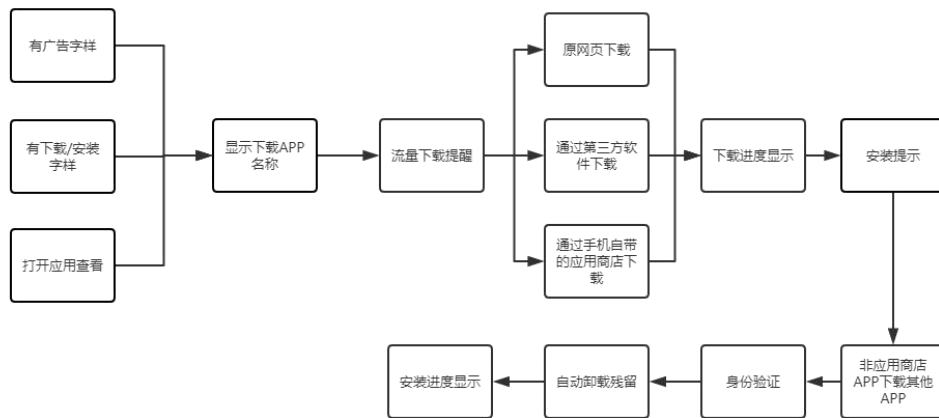 有广告字样
有下载/安装
字样
打开应用查看
显示下载APP
名称
流量下载提醒
原网页下载
通过第三方软
件下载
通过手机自带
的应用商店下
载
下载进度显示
安装提示
非应用商店
APP下载其他
APP
身份验证
自动卸载残留
安装进度显示